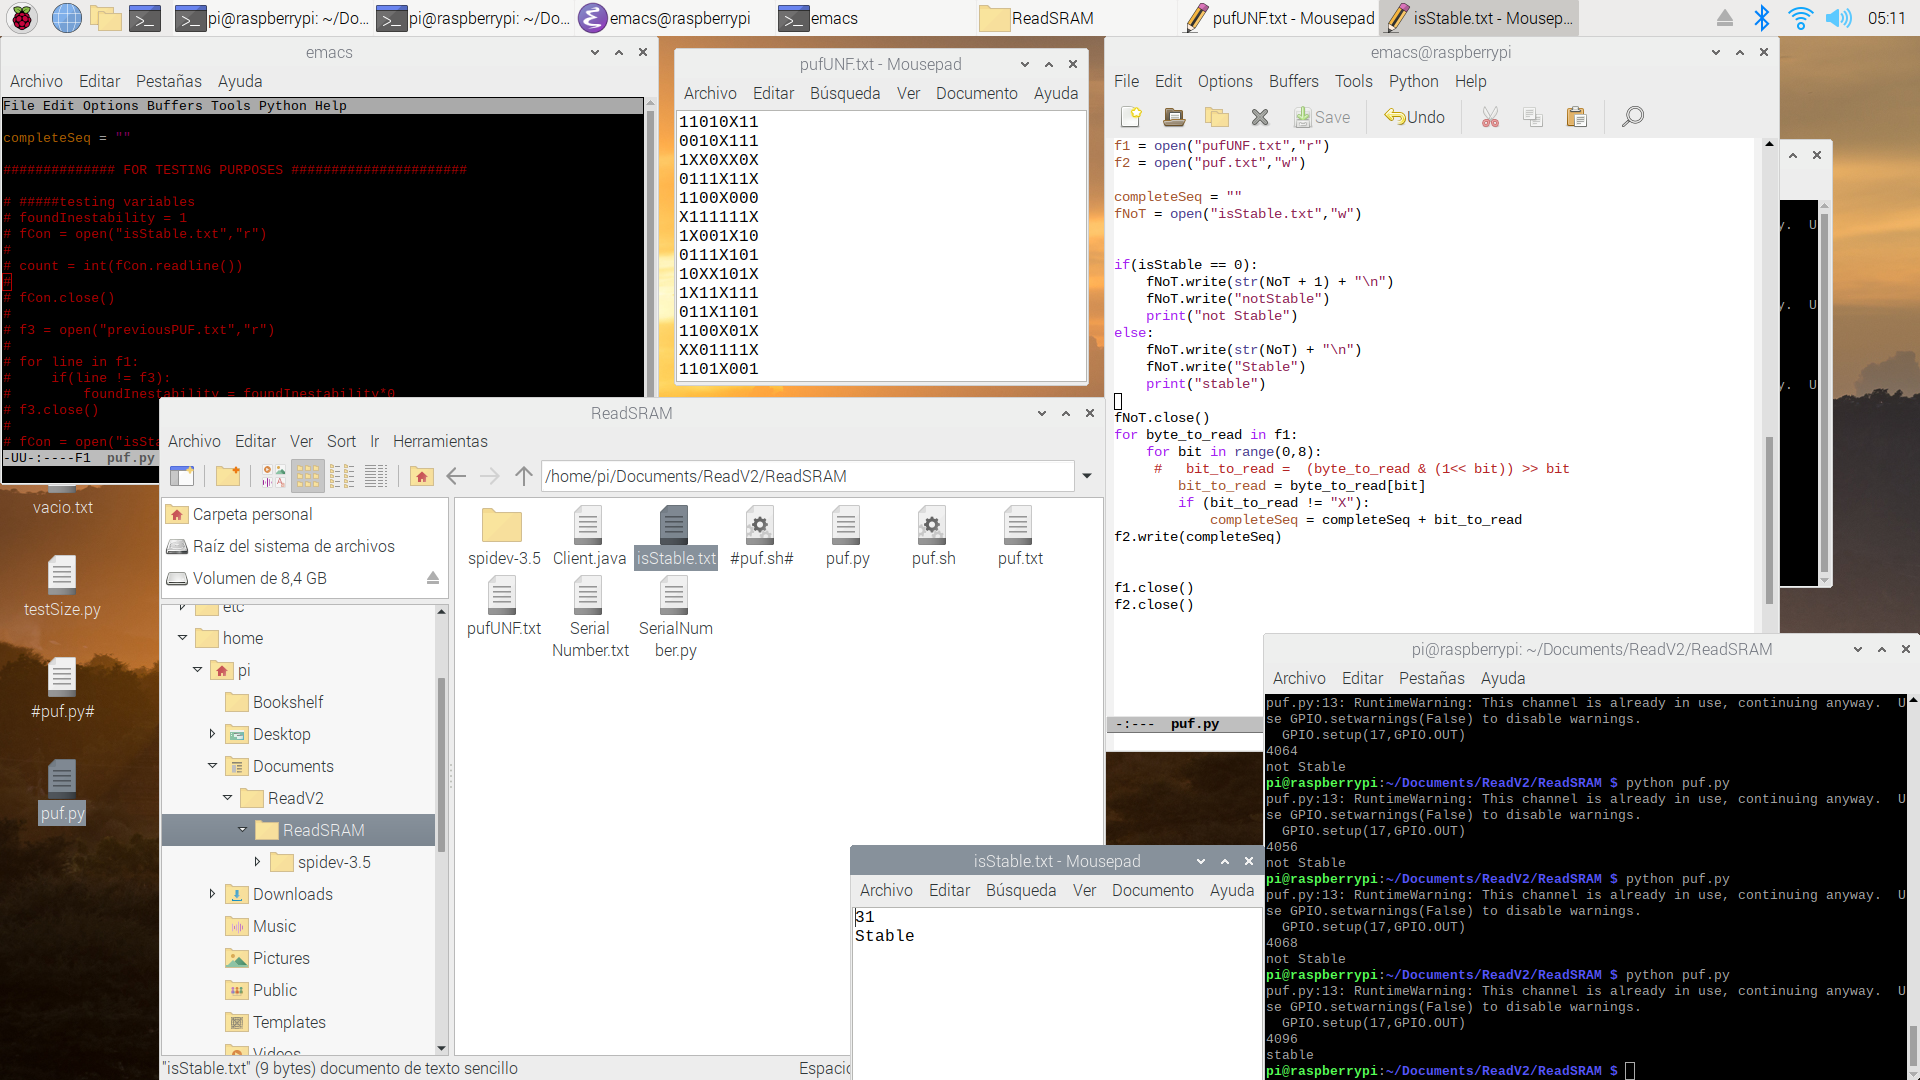 pi@raspberrypi: ~/Do...
pi@raspberrypi: ~/Do...
emacs@raspberrypi
emacs
ReadSRAM
pufUNF.txt - Mousepad
isStable.txt - Mousep...
05:11
emacs
Archivo Editar Pestañas Ayuda
File Edit Options Buffers Tools Python Help
completeSeq = ""
############## FOR TESTING PURPOSES ######################
# #####testing variables
# foundInestability = 1
# fCon = open("isStable.txt","r")
#
# count = int(fCon.readline())
#
# fCon.close()
#
# f3 = open("previousPUF.txt","r")
#
# for line in f1:
#     if(line != f3):
#         foundInestability = foundInestability*0
# f3.close()
#
# fCon = open("isSta
-UU-:----F1  puf.py
pufUNF.txt - Mousepad
Archivo Editar Búsqueda Ver Documento Ayuda
11010X11
0010X111
1XX0XX0X
0111X11X
1100X000
X111111X
1X001X10
0111X101
10XX101X
1X11X111
011X1101
1100X01X
XX01111X
1101X001
emacs@raspberrypi
File Edit Options Buffers Tools Python Help
Save Undo
f1 = open("pufUNF.txt","r")
f2 = open("puf.txt","w")
completeSeq = ""
fNoT = open("isStable.txt","w")
if(isStable == 0):
    fNoT.write(str(NoT + 1) + "\n")
    fNoT.write("notStable")
    print("not Stable")
else:
    fNoT.write(str(NoT) + "\n")
    fNoT.write("Stable")
    print("stable")
fNoT.close()
for byte_to_read in f1:
    for bit in range(0,8):
     #   bit_to_read =  (byte_to_read & (1<< bit)) >> bit
        bit_to_read = byte_to_read[bit]
        if (bit_to_read != "X"):
            completeSeq = completeSeq + bit_to_read
f2.write(completeSeq)
f1.close()
f2.close()
-:---  puf.py
y.  U
y.  U
y.  U
vacio.txt
testSize.py
#puf.py#
puf.py
ReadSRAM
Archivo Editar Ver Sort Ir Herramientas
/home/pi/Documents/ReadV2/ReadSRAM
Carpeta personal
Raíz del sistema de archivos
Volumen de 8,4 GB
etc
home
pi
Bookshelf
Desktop
Documents
ReadV2
ReadSRAM
spidev-3.5
Downloads
Music
Pictures
Public
Templates
Videos
spidev-3.5 Client.java isStable.txt #puf.sh# puf.py puf.sh puf.txt
pufUNF.txt Serial Number.txt SerialNumber.py
"isStable.txt" (9 bytes) documento de texto sencillo
Espacio
isStable.txt - Mousepad
Archivo Editar Búsqueda Ver Documento Ayuda
31
Stable
pi@raspberrypi: ~/Documents/ReadV2/ReadSRAM
Archivo Editar Pestañas Ayuda
puf.py:13: RuntimeWarning: This channel is already in use, continuing anyway.  U
se GPIO.setwarnings(False) to disable warnings.
  GPIO.setup(17,GPIO.OUT)
4064
not Stable
pi@raspberrypi:~/Documents/ReadV2/ReadSRAM $ python puf.py
puf.py:13: RuntimeWarning: This channel is already in use, continuing anyway.  U
se GPIO.setwarnings(False) to disable warnings.
  GPIO.setup(17,GPIO.OUT)
4056
not Stable
pi@raspberrypi:~/Documents/ReadV2/ReadSRAM $ python puf.py
puf.py:13: RuntimeWarning: This channel is already in use, continuing anyway.  U
se GPIO.setwarnings(False) to disable warnings.
  GPIO.setup(17,GPIO.OUT)
4068
not Stable
pi@raspberrypi:~/Documents/ReadV2/ReadSRAM $ python puf.py
puf.py:13: RuntimeWarning: This channel is already in use, continuing anyway.  U
se GPIO.setwarnings(False) to disable warnings.
  GPIO.setup(17,GPIO.OUT)
4096
stable
pi@raspberrypi:~/Documents/ReadV2/ReadSRAM $